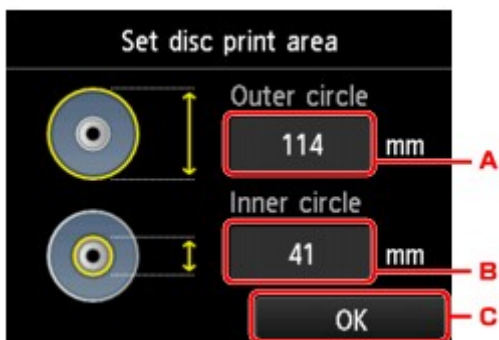 Set disc print area
Outer circle
114 mm
A
Inner circle
41 mm
B
OK
C